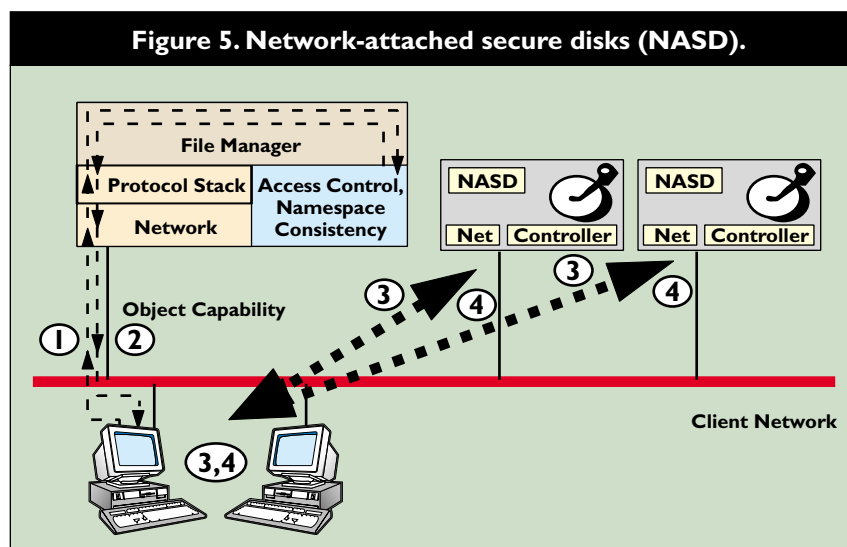 Figure 5. Network-attached secure disks (NASD).
File Manager
Protocol Stack
Network
Access Control,
Namespace
Consistency
NASD
Net
Controller
NASD
Net
Controller
Object Capability
1
2
3
4
3
4
Client Network
3,4